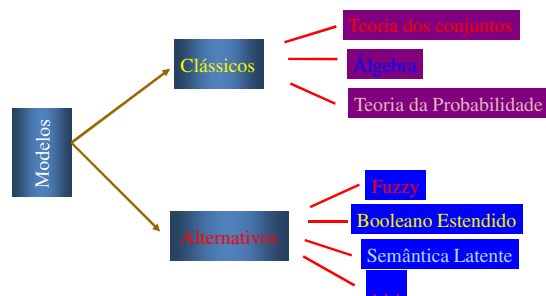 Modelos
Clássicos
Teoria dos conjuntos
Álgebra
Teoria da Probabilidade
Alternativos
Fuzzy
Booleano Estendido
Semântica Latente